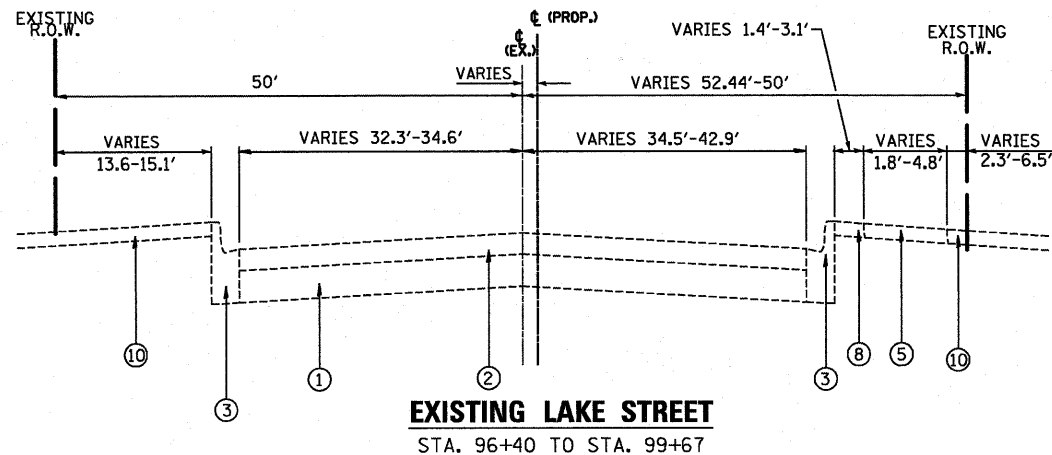 EXISTING
R.O.W.
℄ (PROP.)
℄
(EX.)
VARIES 1.4'-3.1'
EXISTING
R.O.W.
50'
VARIES
VARIES 52.44'-50'
VARIES
13.6-15.1'
VARIES 32.3'-34.6'
VARIES 34.5'-42.9'
VARIES
1.8'-4.8'
VARIES
2.3'-6.5'
10
3
1
2
3
8
5
10
EXISTING LAKE STREET
STA. 96+40 TO STA. 99+67